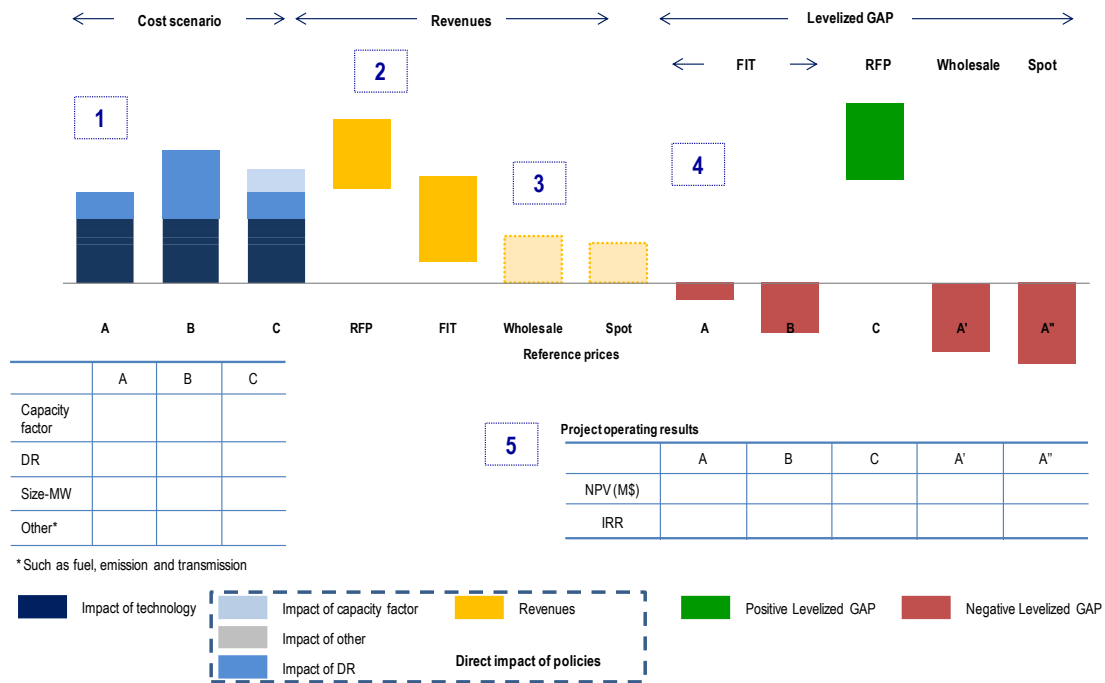 Cost scenario
Revenues
Levelized GAP
FIT
RFP
Wholesale
Spot
1
2
3
4
A
B
C
RFP
FIT
Wholesale
Spot
A
B
C
A'
A"
Reference prices
A
B
C
Capacity
factor
DR
Size-MW
Other*
* Such as fuel, emission and transmission
5
Project operating results
A
B
C
A'
A”
NPV (M$)
IRR
Impact of technology
Impact of capacity factor
Impact of other
Impact of DR
Revenues
Direct impact of policies
Positive Levelized GAP
Negative Levelized GAP